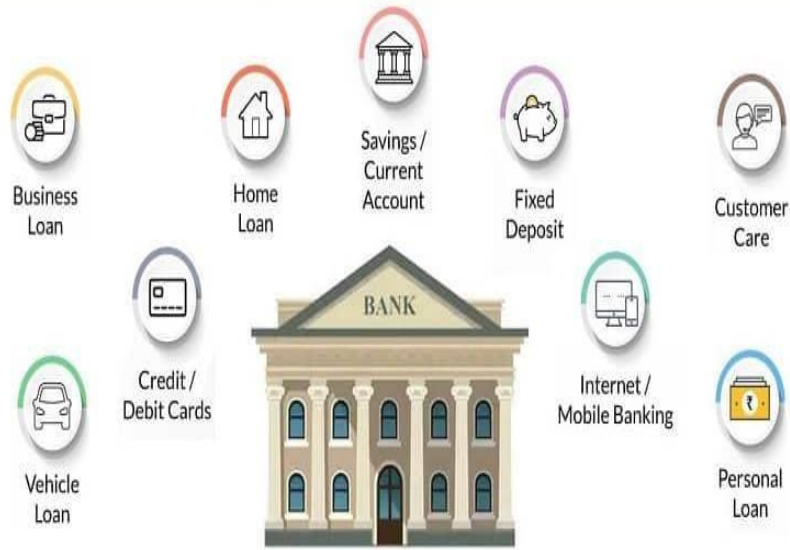 Savings /
Current
Account
Business
Loan
Home
Loan
Fixed
Deposit
Customer
Care
BANK
Credit /
Debit Cards
Internet /
Mobile Banking
Vehicle
Loan
₹
Personal
Loan